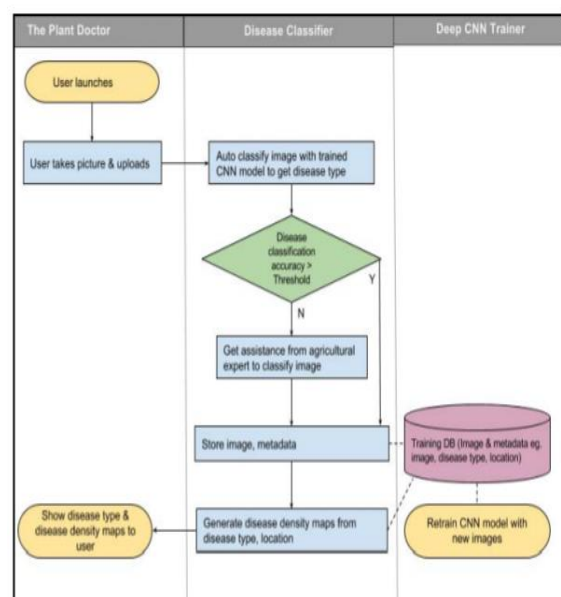 The Plant Doctor
Disease Classifier
Deep CNN Trainer
User launches
User takes picture & uploads
Auto classify image with trained
CNN model to get disease type
Disease
classification
accuracy >
Threshold
Y
N
Get assistance from agricultural
expert to classify image
Store image, metadata
Training DB (Image & metadata eg.
image, disease type, location)
Show disease type &
disease density maps to
user
Generate disease density maps from
disease type, location
Retrain CNN model with
new images